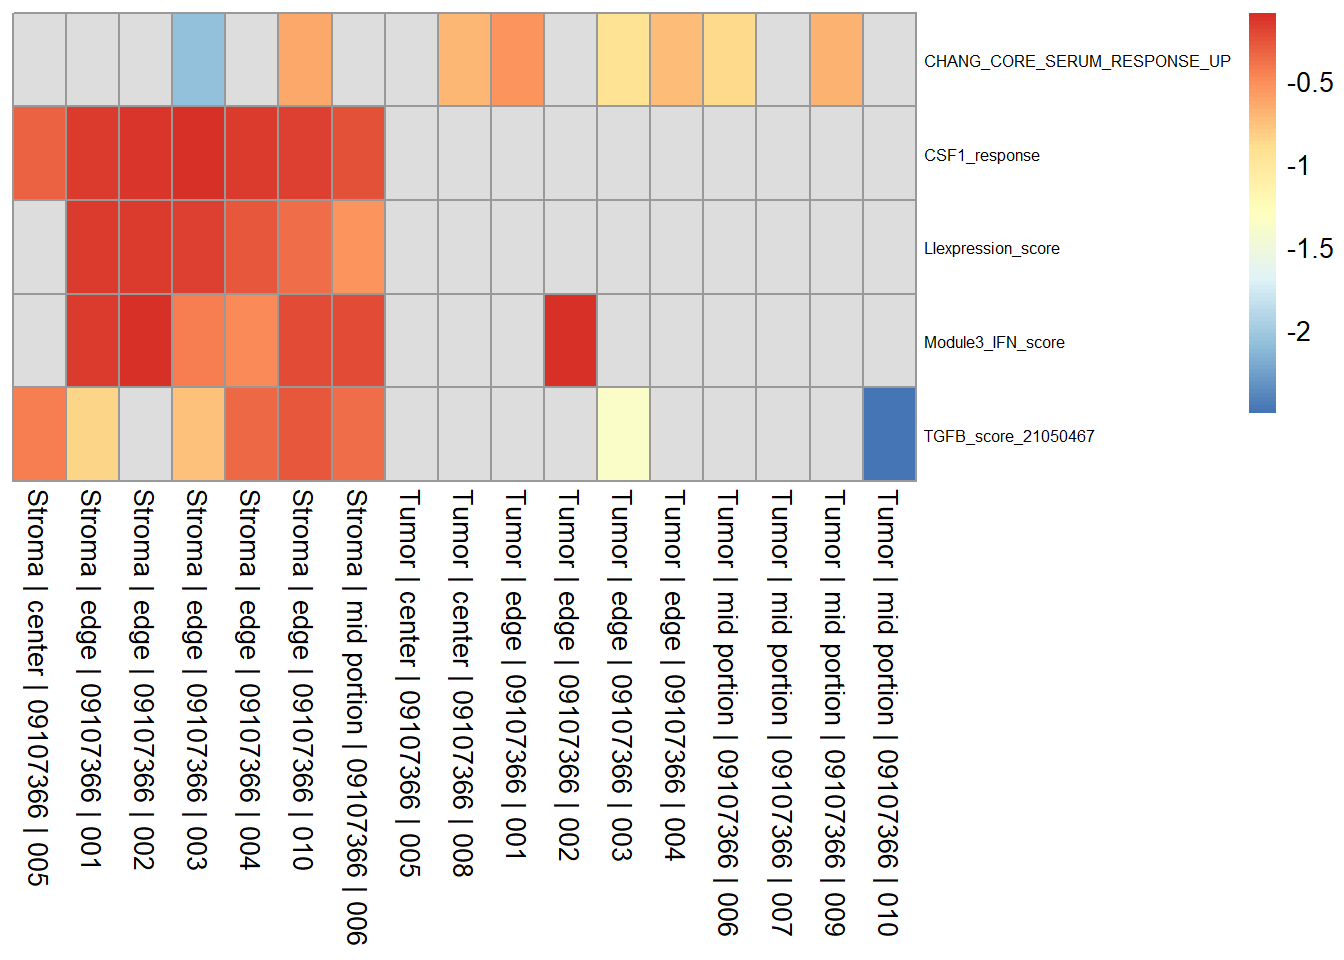 CHANG_CORE_SERUM_RESPONSE_UP
CSF1_response
LIexpression_score
Module3_IFN_score
TGFB_score_21050467
-0.5
-1
-1.5
-2
Stroma | center | 09107366 | 005
Stroma | edge | 09107366 | 001
Stroma | edge | 09107366 | 002
Stroma | edge | 09107366 | 003
Stroma | edge | 09107366 | 004
Stroma | edge | 09107366 | 010
Stroma | mid portion | 09107366 | 006
Tumor | center | 09107366 | 005
Tumor | center | 09107366 | 008
Tumor | edge | 09107366 | 001
Tumor | edge | 09107366 | 002
Tumor | edge | 09107366 | 003
Tumor | edge | 09107366 | 004
Tumor | mid portion | 09107366 | 006
Tumor | mid portion | 09107366 | 007
Tumor | mid portion | 09107366 | 009
Tumor | mid portion | 09107366 | 010